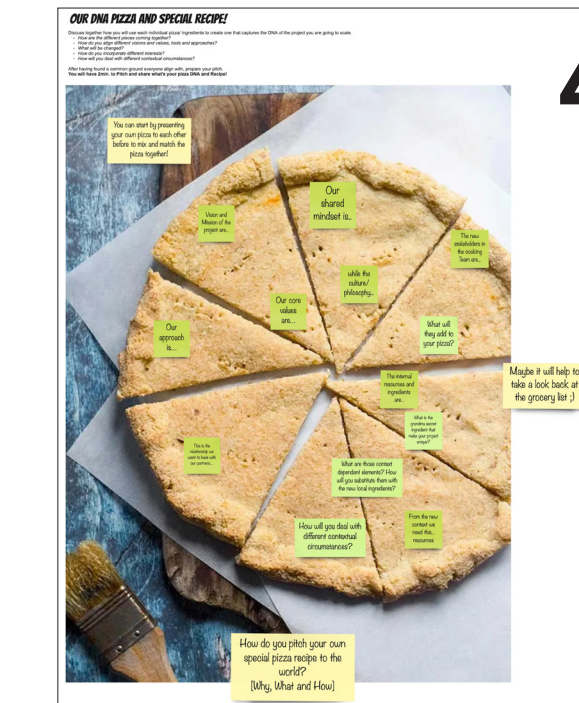 OUR DNA PIZZA AND SPECIAL RECIPE!
Discuss together how you will use each individual pizza/ ingredients to create one that captures the DNA of the project you are going to scale.
- How are the different pieces coming together?
- How do you align different visions and values, tools and approaches?
- What will be changed?
- How do you incorporate different interests?
- How will you deal with different contextual circumstances?
After having found a common ground everyone align with, prepare your pitch.
You will have 2min. to Pitch and share what's your pizza DNA and Recipe!
You can start by presenting
your own pizza to each other
before to mix and match the
pizza together!
Our
shared
mindset is..
Vision and
Mission of the
project are...
The new
stakeholders in
the cooking
Team are...
while the
culture/
philosophy...
Our core
values
are...
Our
approach
is...
What will
they add to
your pizza?
Maybe it will help to
take a look back at
the grocery list ;)
The internal
resources and
ingredients
are...
What is the
grandma secret
ingredient that
make your project
unique?
This is the
relationship we
want to have with
our partners...
What are those context
dependent elements? How
will you substitute them with
the new local ingredients?
From the new
context we
need this...
resources
How will you deal with
different contextual
circumstances?
How do you pitch your own
special pizza recipe to the
world?
[Why, What and How]